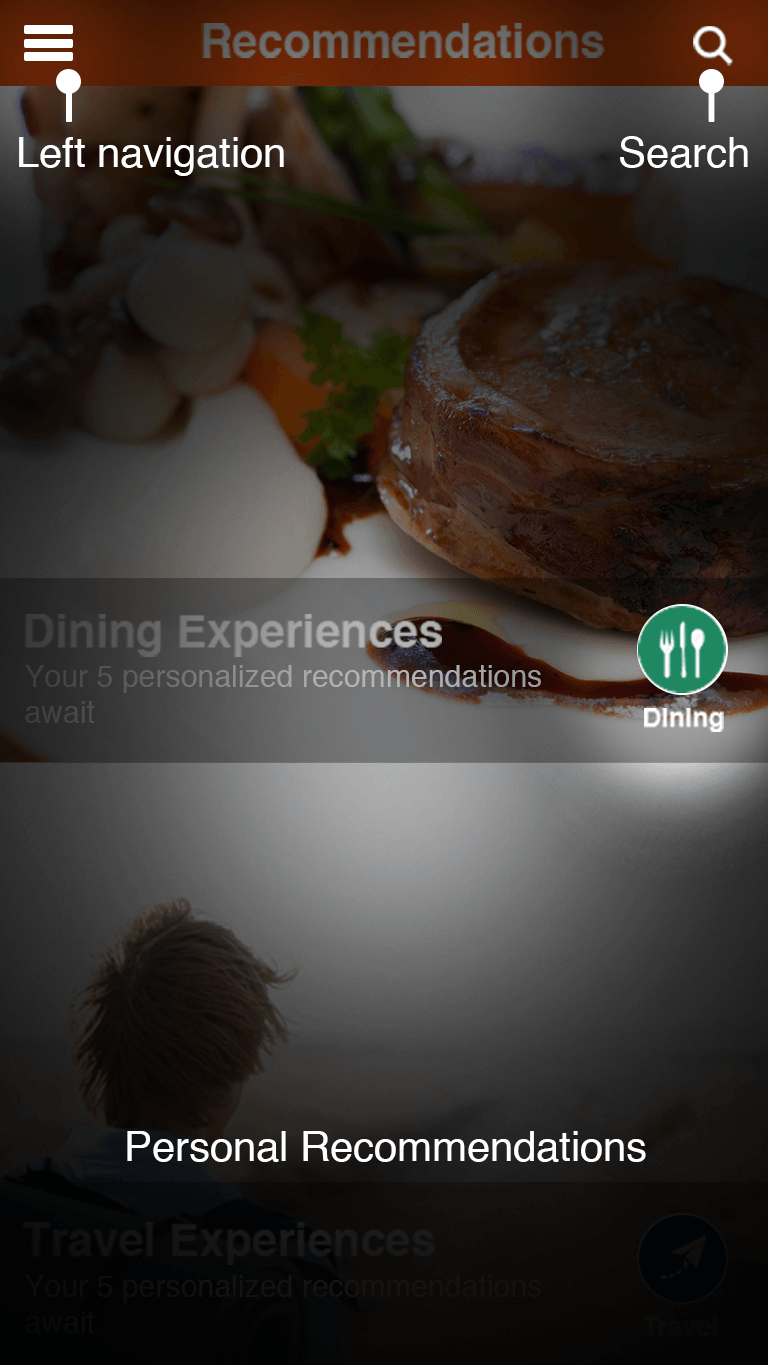 Recommendations
Left navigation
Search
Dining Experiences
Your 5 personalized recommendations
await
Dining
Personal Recommendations
Travel Experiences
Your 5 personalized recommendations
await
Travel